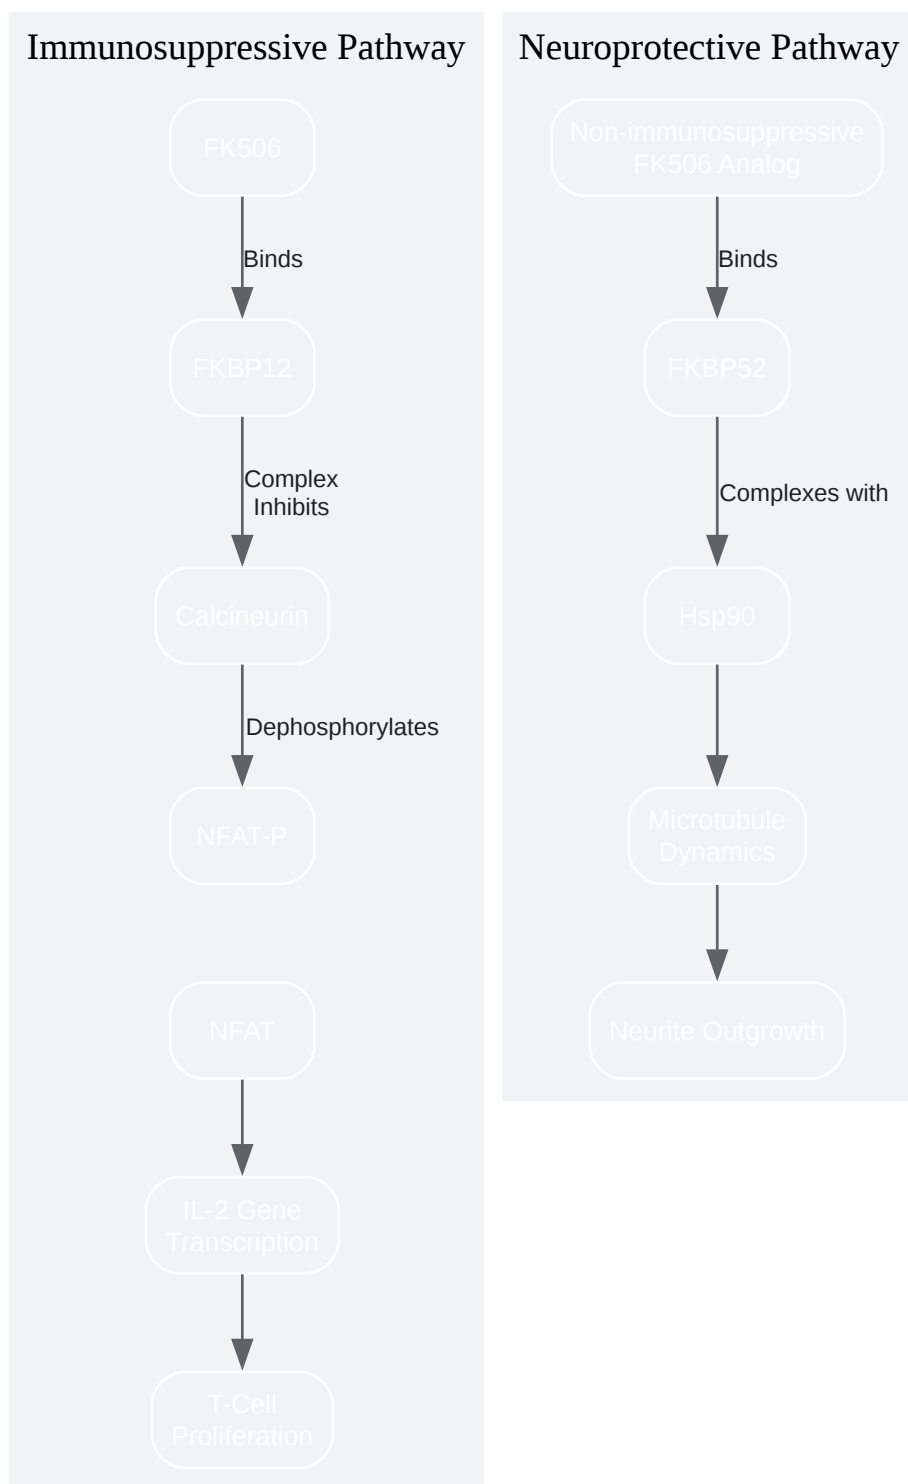 Immunosuppressive Pathway
FK506
Binds
FKBP12
Complex
Inhibits
Calcineurin
Dephosphorylates
NFAT-P
NFAT
IL-2 Gene
Transcription
T-Cell
Proliferation
Neuroprotective Pathway
Non-immunosuppressive
FK506 Analog
Binds
FKBP52
Complexes with
Hsp90
Microtubule
Dynamics
Neurite Outgrowth